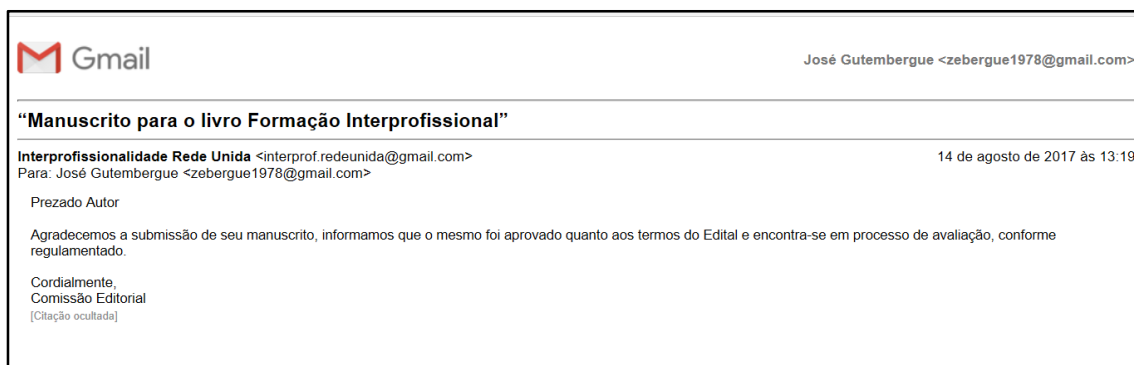 Gmail
José Gutembergue <zebergue1978@gmail.com>
“Manuscrito para o livro Formação Interprofissional”
Interprofissionalidade Rede Unida <interprof.redeunida@gmail.com>
14 de agosto de 2017 às 13:19
Para: José Gutembergue <zebergue1978@gmail.com>
Prezado Autor
Agradecemos a submissão de seu manuscrito, informamos que o mesmo foi aprovado quanto aos termos do Edital e encontra-se em processo de avaliação, conforme
regulamentado.
Cordialmente,
Comissão Editorial
[Citação ocultada]